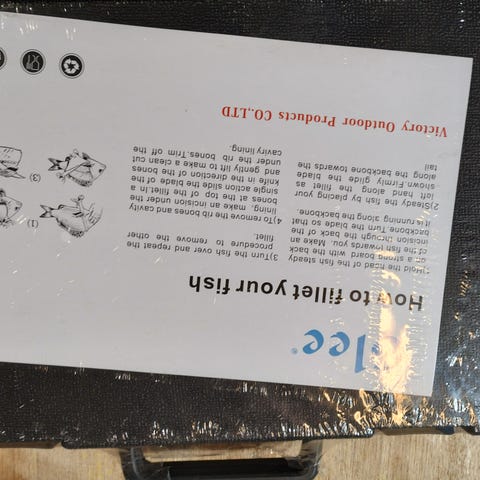 How to fillet your fish
1)Hold the head of the fish steady
on a strong board with the back
of the fish towards you. Make an
incision through the back of the
backbone. Turn the blade so that
it is running along the backbone.
2)Steady the fish by placing your
left hand along the fillet as
shown.Firmly glide the blade
along the backbone towards the
tail
3)Turn the fish over and repeat the
procedure to remove the other
fillet.
4)To remove the rib bones and cavity
lining, make an incision under the
rib bones at the top of the fillet.In a
single action slide the blade of the
knife in the direction of the bones
and gently lift to make a clean cut
under the rib bones.Trim off the
caviry lining.
(1)
(3)
Victory Outdoor Products CO.,LTD